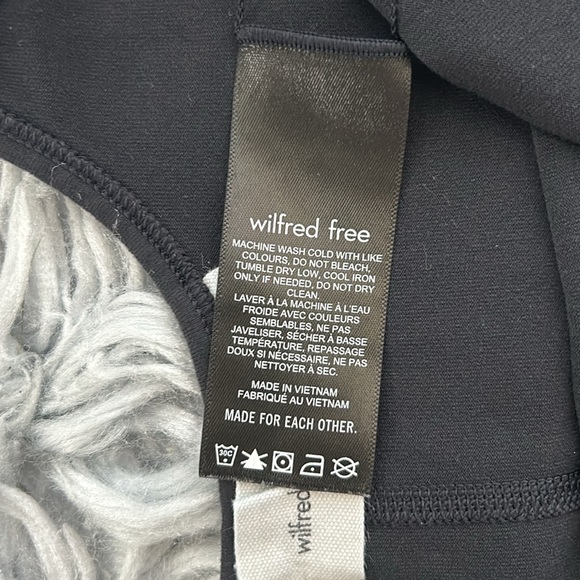 wilfred free
MACHINE WASH COLD WITH LIKE
COLOURS, DO NOT BLEACH,
TUMBLE DRY LOW, COOL IRON
ONLY IF NEEDED, DO NOT DRY
CLEAN.
LAVER À LA MACHINE À L'EAU
FROIDE AVEC COULEURS
SEMBLABLES, NE PAS
JAVELISER, SÉCHER À BASSE
TEMPÉRATURE, REPASSAGE
DOUX SI NÉCESSAIRE, NE PAS
NETTOYER À SEC.
MADE IN VIETNAM
FABRIQUÉ AU VIETNAM
MADE FOR EACH OTHER.
30C
wilfred